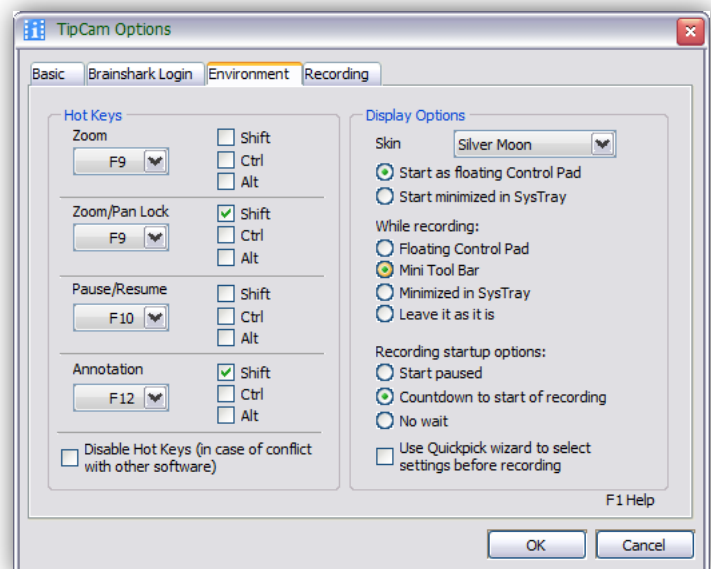 TipCam Options
Basic Brainshark Login Environment Recording
Hot Keys
Zoom
F9
Shift
Ctrl
Alt
Zoom/Pan Lock
F9
Shift
Ctrl
Alt
Pause/Resume
F10
Shift
Ctrl
Alt
Annotation
F12
Shift
Ctrl
Alt
Disable Hot Keys (in case of conflict
with other software)
Display Options
Skin Silver Moon
Start as floating Control Pad
Start minimized in SysTray
While recording:
Floating Control Pad
Mini Tool Bar
Minimized in SysTray
Leave it as it is
Recording startup options:
Start paused
Countdown to start of recording
No wait
Use Quickpick wizard to select
settings before recording
F1 Help
OK Cancel